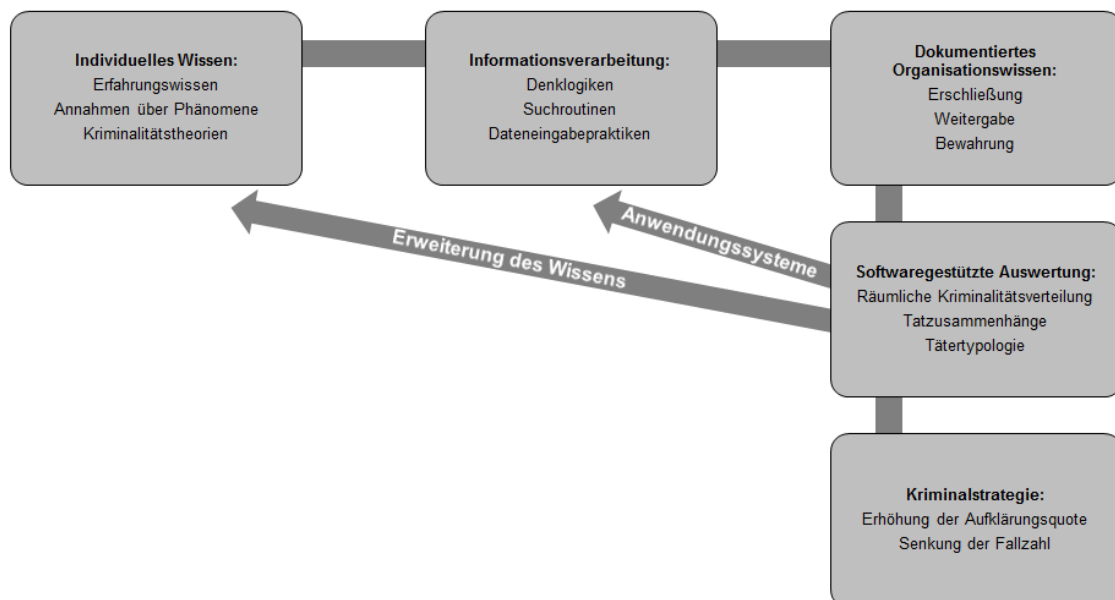 Individuelles Wissen:
Erfahrungswissen
Annahmen über Phänomene
Kriminalitätstheorien
Informationsverarbeitung:
Denklogiken
Suchroutinen
Dateneingabepraktiken
Dokumentiertes
Organisationswissen:
Erschließung
Weitergabe
Bewahrung
Anwendungssysteme
Erweiterung des Wissens
Softwaregestützte Auswertung:
Räumliche Kriminalitätsverteilung
Tatzusammenhänge
Tätertypologie
Kriminalstrategie:
Erhöhung der Aufklärungsquote
Senkung der Fallzahl